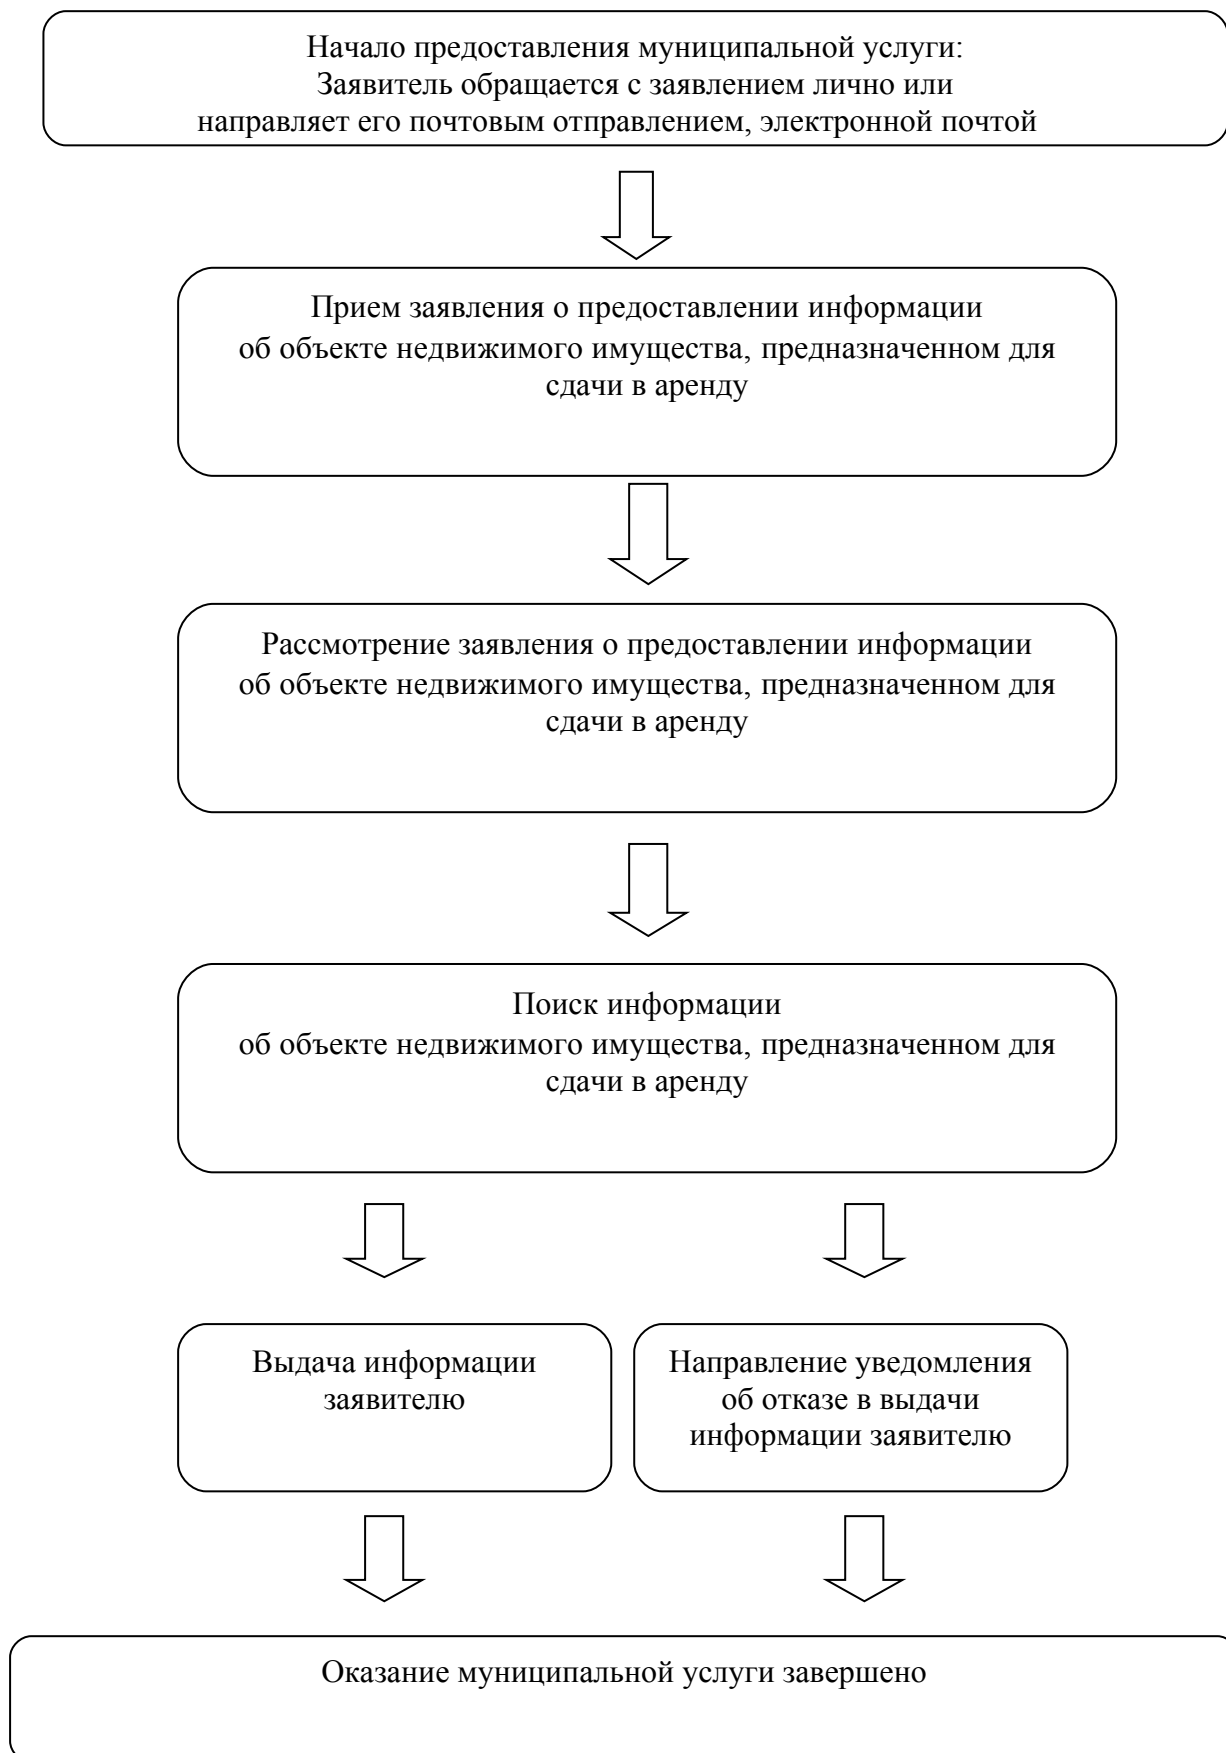 Начало предоставления муниципальной услуги:
Заявитель обращается с заявлением лично или
направляет его почтовым отправлением, электронной почтой
Прием заявления о предоставлении информации
об объекте недвижимого имущества, предназначенном для
сдачи в аренду
Рассмотрение заявления о предоставлении информации
об объекте недвижимого имущества, предназначенном для
сдачи в аренду
Поиск информации
об объекте недвижимого имущества, предназначенном для
сдачи в аренду
Выдача информации
заявителю
Направление уведомления
об отказе в выдачи
информации заявителю
Оказание муниципальной услуги завершено